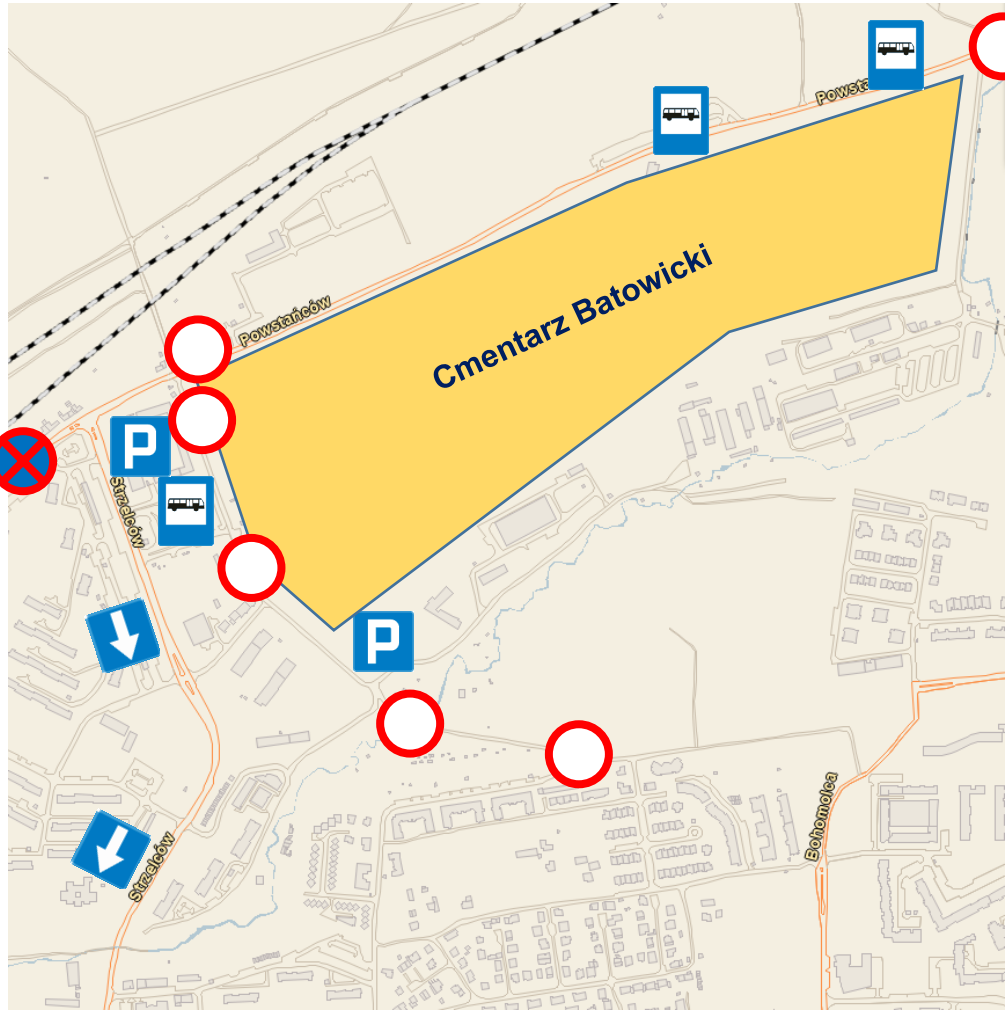 Powsta
Powstańców
Cmentarz Batowicki
P
Strzelców
P
Bohomolca
Strzelców